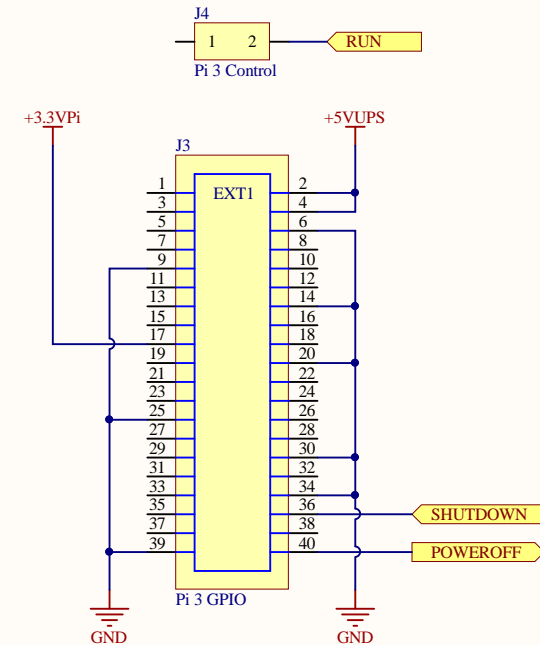 J4
1 2
RUN
Pi 3 Control
+3.3VPi
+5VUPS
J3
EXT1
1 2
3 4
5 6
7 8
9 10
11 12
13 14
15 16
17 18
19 20
21 22
23 24
25 26
27 28
29 30
31 32
33 34
35 36
SHUTDOWN
37 38
39 40
POWEROFF
Pi 3 GPIO
GND
GND